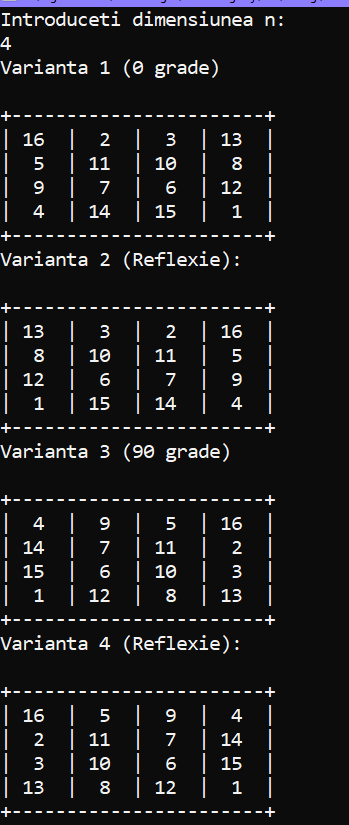 Introduceti dimensiunea n:
4
Varianta 1 (0 grade)
+-----------------------+
| 16  |  2  |  3  | 13  |
|  5  | 11  | 10  |  8  |
|  9  |  7  |  6  | 12  |
|  4  | 14  | 15  |  1  |
+-----------------------+
Varianta 2 (Reflexie):
+-----------------------+
| 13  |  3  |  2  | 16  |
|  8  | 10  | 11  |  5  |
| 12  |  6  |  7  |  9  |
|  1  | 15  | 14  |  4  |
+-----------------------+
Varianta 3 (90 grade)
+-----------------------+
|  4  |  9  |  5  | 16  |
| 14  |  7  | 11  |  2  |
| 15  |  6  | 10  |  3  |
|  1  | 12  |  8  | 13  |
+-----------------------+
Varianta 4 (Reflexie):
+-----------------------+
| 16  |  5  |  9  |  4  |
|  2  | 11  |  7  | 14  |
|  3  | 10  |  6  | 15  |
| 13  |  8  | 12  |  1  |
+-----------------------+